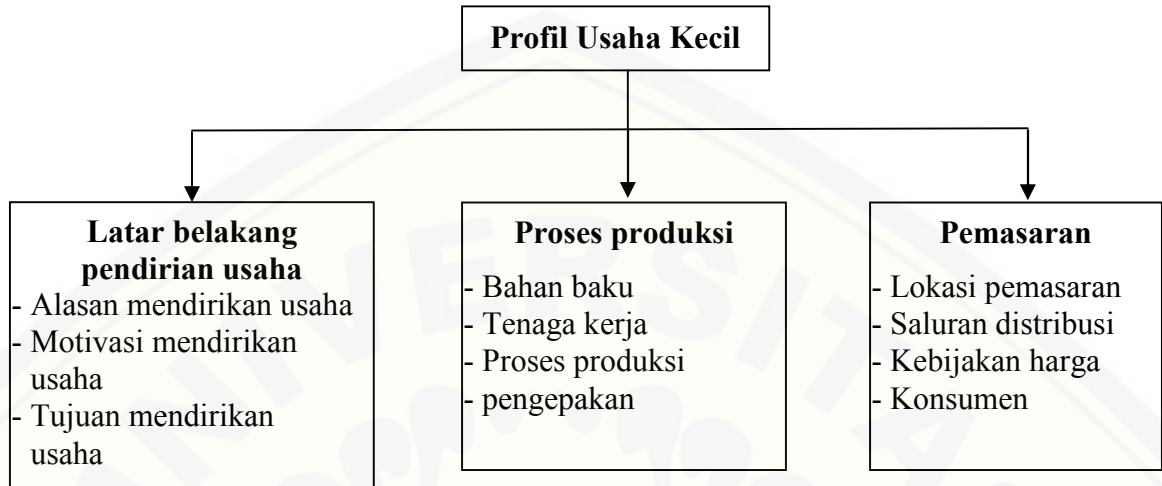 Profil Usaha Kecil
Latar belakang
pendirian usaha
- Alasan mendirikan usaha
- Motivasi mendirikan
usaha
- Tujuan mendirikan
usaha
Proses produksi
- Bahan baku
- Tenaga kerja
- Proses produksi
- pengepakan
Pemasaran
- Lokasi pemasaran
- Saluran distribusi
- Kebijakan harga
- Konsumen